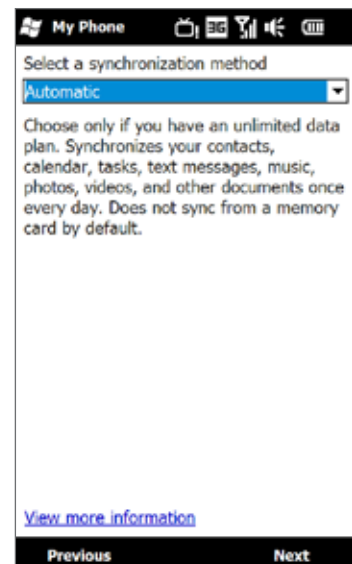 My Phone 3G
Select a synchronization method
Automatic
Choose only if you have an unlimited data
plan. Synchronizes your contacts,
calendar, tasks, text messages, music,
photos, videos, and other documents once
every day. Does not sync from a memory
card by default.
View more information
Previous Next